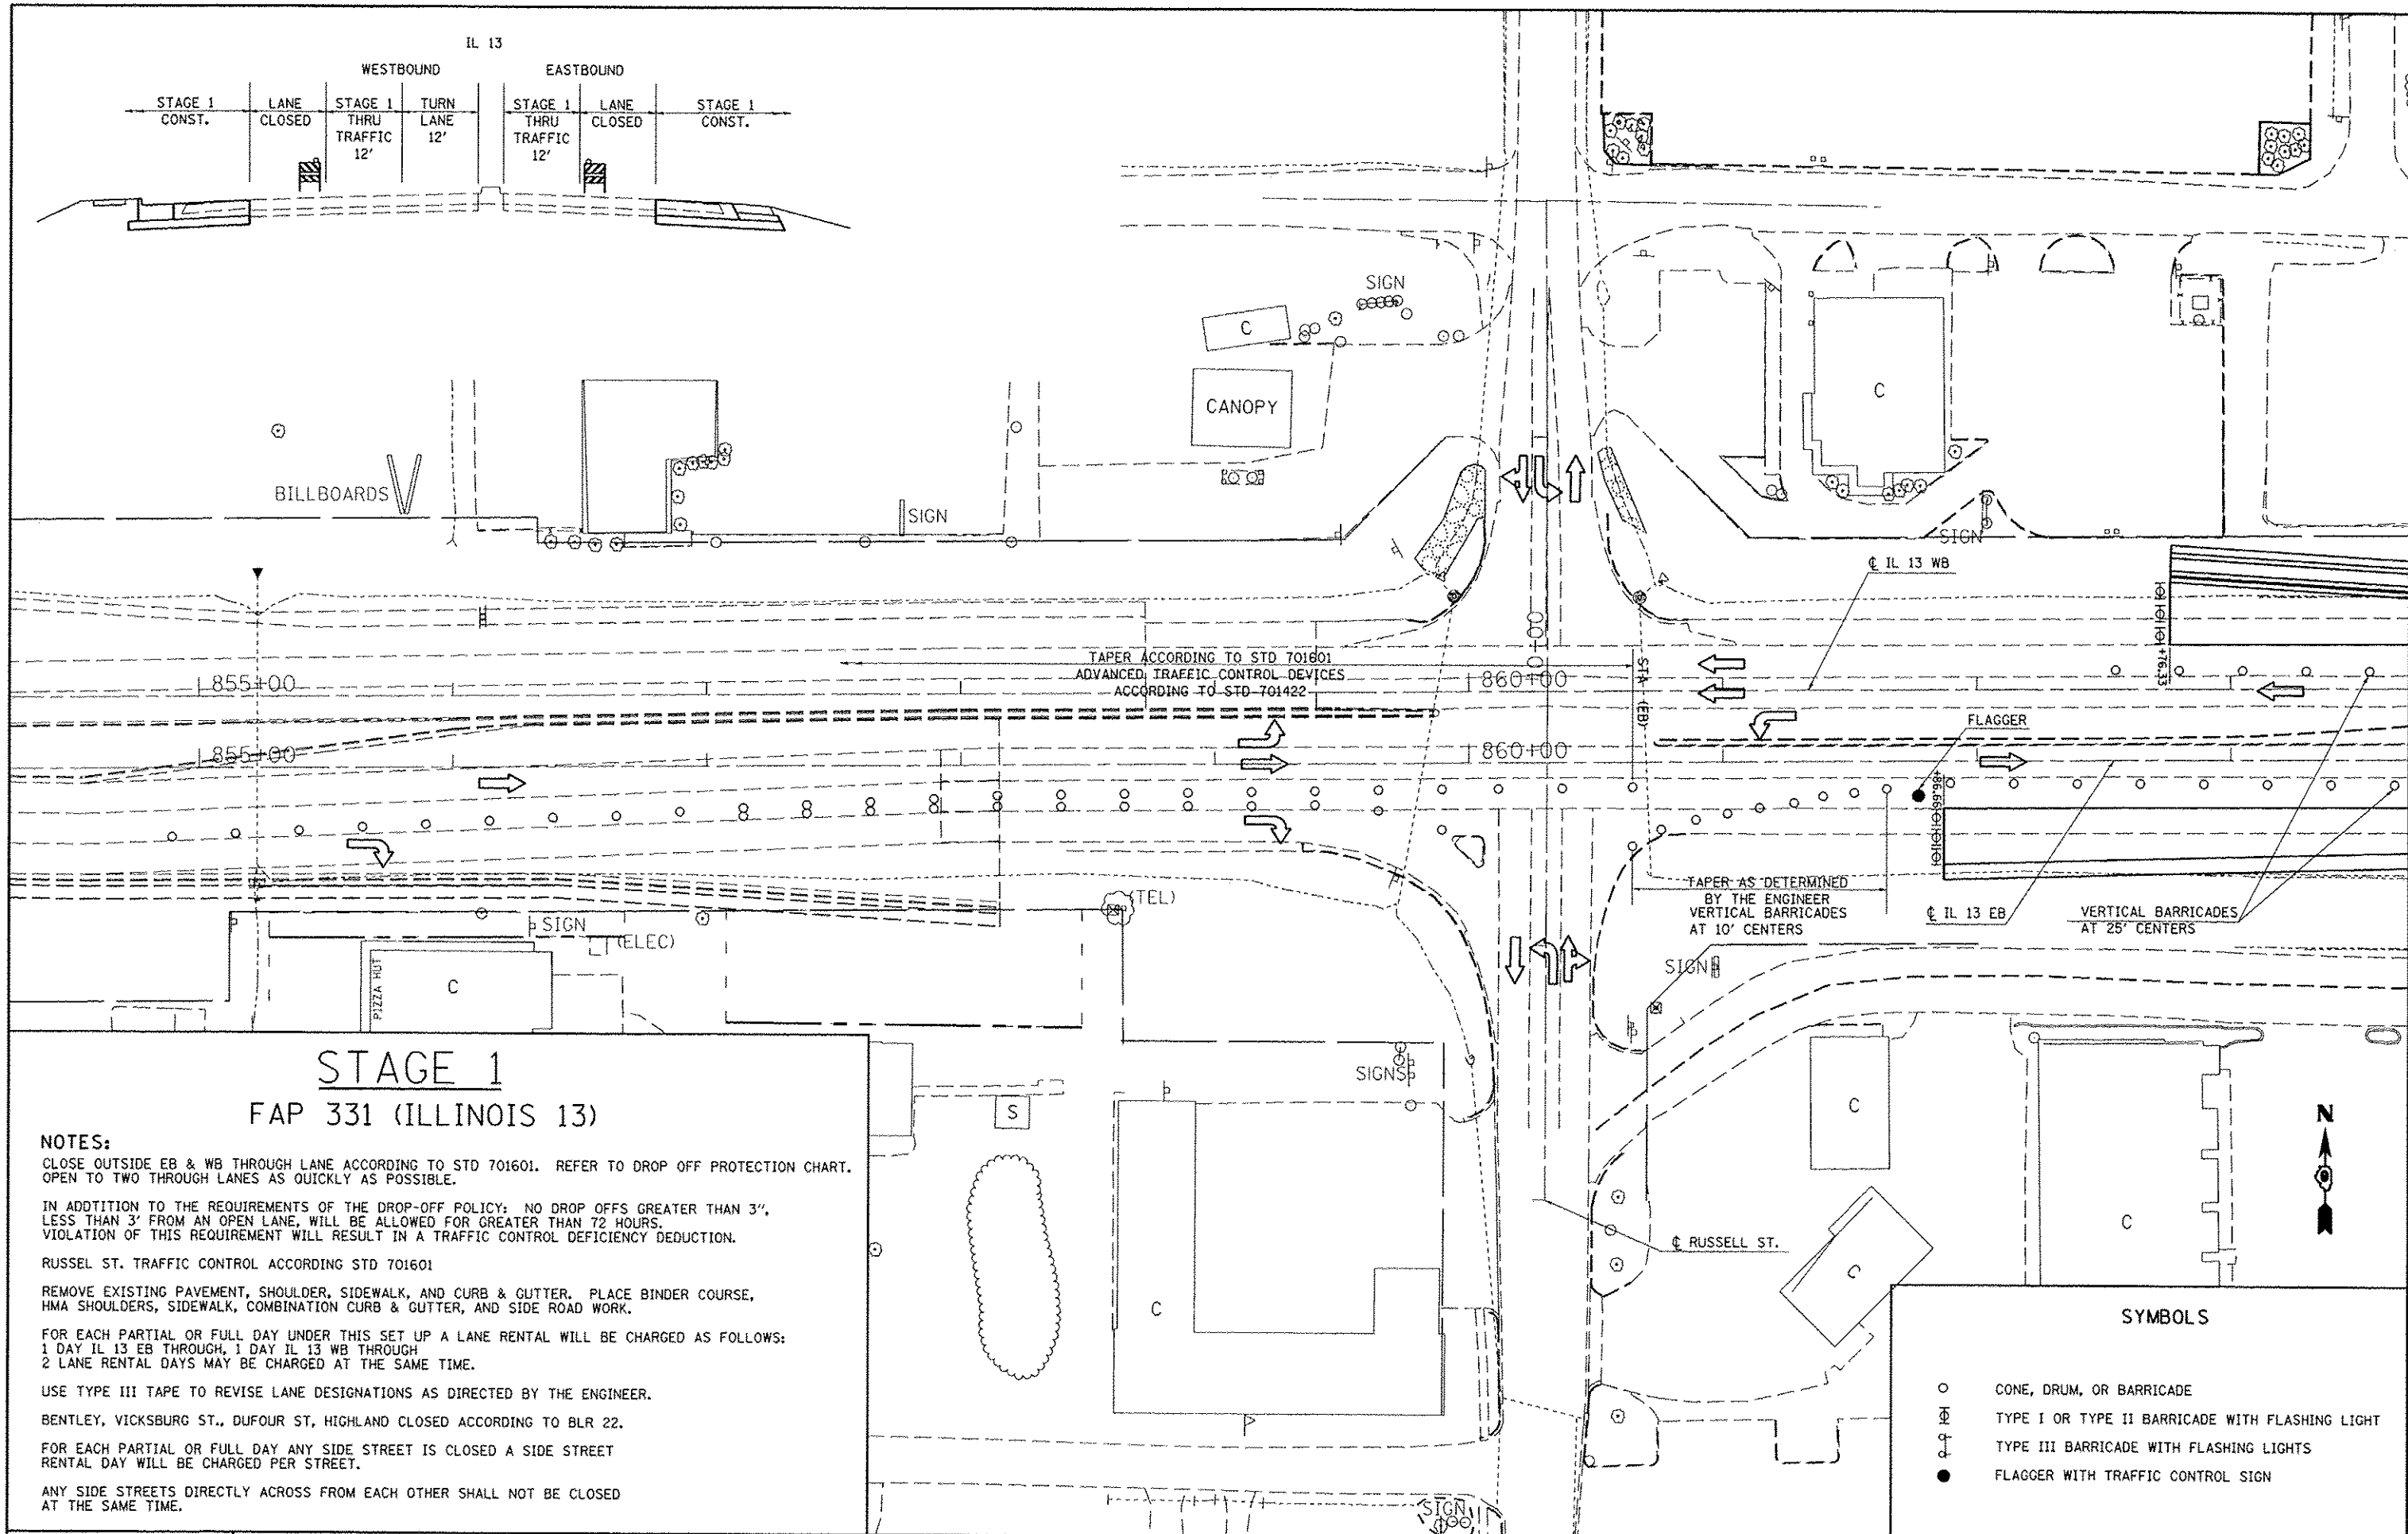 IL 13
WESTBOUND
EASTBOUND
STAGE 1
CONST.
LANE
CLOSED
STAGE 1
THRU
TRAFFIC
12'
TURN
LANE
12'
STAGE 1
THRU
TRAFFIC
12'
LANE
CLOSED
STAGE 1
CONST.
SIGN
C
CANOPY
C
BILLBOARDS
SIGN
SIGN
℄ IL 13 WB
TAPER ACCORDING TO STD 701601
ADVANCED TRAFFIC CONTROL DEVICES
ACCORDING TO STD 701422
855+00
860+00
STA (EB)
+76.33
FLAGGER
855+00
860+00
+86.66
TAPER AS DETERMINED
BY THE ENGINEER
VERTICAL BARRICADES
AT 10' CENTERS
℄ IL 13 EB
VERTICAL BARRICADES
AT 25' CENTERS
(TEL)
SIGN
(ELEC)
PIZZA HUT
C
SIGN
SIGNS
S
C
C
C
C
℄ RUSSELL ST.
SIGN
N
STAGE 1
FAP 331 (ILLINOIS 13)
NOTES:
CLOSE OUTSIDE EB & WB THROUGH LANE ACCORDING TO STD 701601. REFER TO DROP OFF PROTECTION CHART.
OPEN TO TWO THROUGH LANES AS QUICKLY AS POSSIBLE.
IN ADDTITION TO THE REQUIREMENTS OF THE DROP-OFF POLICY: NO DROP OFFS GREATER THAN 3",
LESS THAN 3' FROM AN OPEN LANE, WILL BE ALLOWED FOR GREATER THAN 72 HOURS.
VIOLATION OF THIS REQUIREMENT WILL RESULT IN A TRAFFIC CONTROL DEFICIENCY DEDUCTION.
RUSSEL ST. TRAFFIC CONTROL ACCORDING STD 701601
REMOVE EXISTING PAVEMENT, SHOULDER, SIDEWALK, AND CURB & GUTTER. PLACE BINDER COURSE,
HMA SHOULDERS, SIDEWALK, COMBINATION CURB & GUTTER, AND SIDE ROAD WORK.
FOR EACH PARTIAL OR FULL DAY UNDER THIS SET UP A LANE RENTAL WILL BE CHARGED AS FOLLOWS:
1 DAY IL 13 EB THROUGH, 1 DAY IL 13 WB THROUGH
2 LANE RENTAL DAYS MAY BE CHARGED AT THE SAME TIME.
USE TYPE III TAPE TO REVISE LANE DESIGNATIONS AS DIRECTED BY THE ENGINEER.
BENTLEY, VICKSBURG ST., DUFOUR ST, HIGHLAND CLOSED ACCORDING TO BLR 22.
FOR EACH PARTIAL OR FULL DAY ANY SIDE STREET IS CLOSED A SIDE STREET
RENTAL DAY WILL BE CHARGED PER STREET.
ANY SIDE STREETS DIRECTLY ACROSS FROM EACH OTHER SHALL NOT BE CLOSED
AT THE SAME TIME.
SYMBOLS
CONE, DRUM, OR BARRICADE
TYPE I OR TYPE II BARRICADE WITH FLASHING LIGHT
TYPE III BARRICADE WITH FLASHING LIGHTS
FLAGGER WITH TRAFFIC CONTROL SIGN